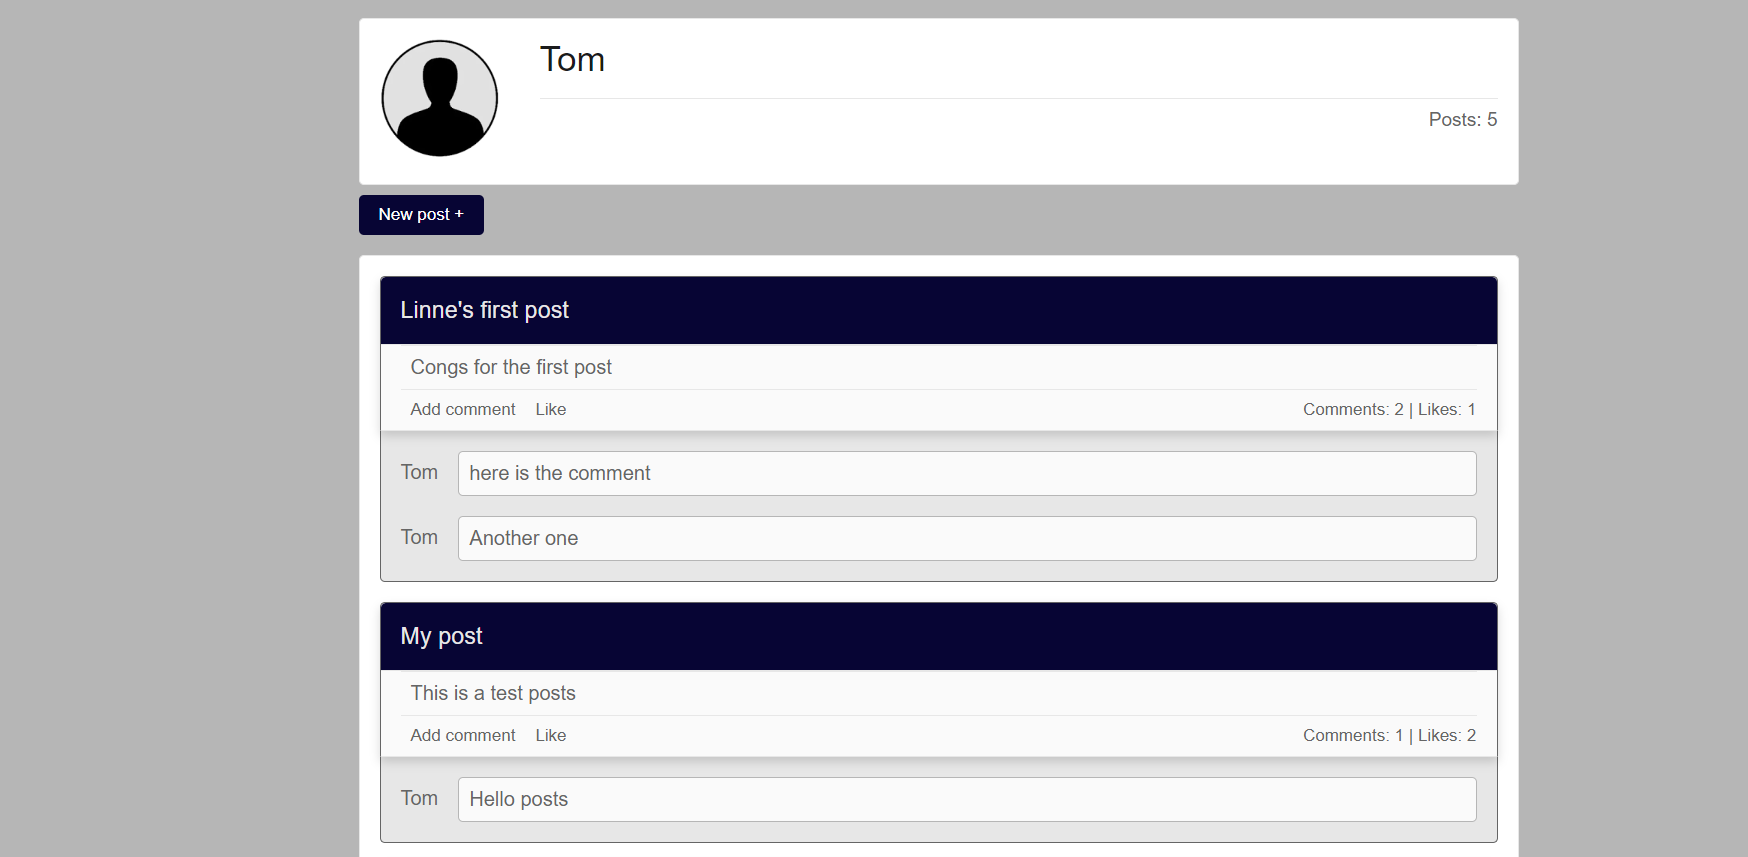 Tom
Posts: 5
New post +
Linne's first post
Congs for the first post
Add comment Like Comments: 2 | Likes: 1
Tom here is the comment
Tom Another one
My post
This is a test posts
Add comment Like Comments: 1 | Likes: 2
Tom Hello posts